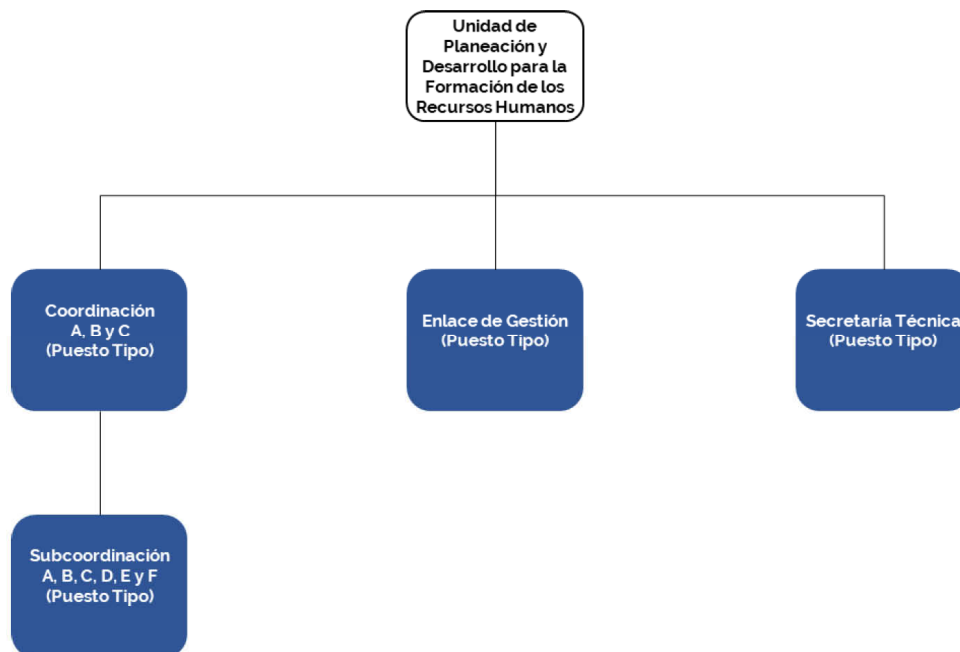 Unidad de
Planeación y
Desarrollo para la
Formación de los
Recursos Humanos
Coordinación
A, B y C
(Puesto Tipo)
Enlace de Gestión
(Puesto Tipo)
Secretaría Técnica
(Puesto Tipo)
Subcoordinación
A, B, C, D, E y F
(Puesto Tipo)